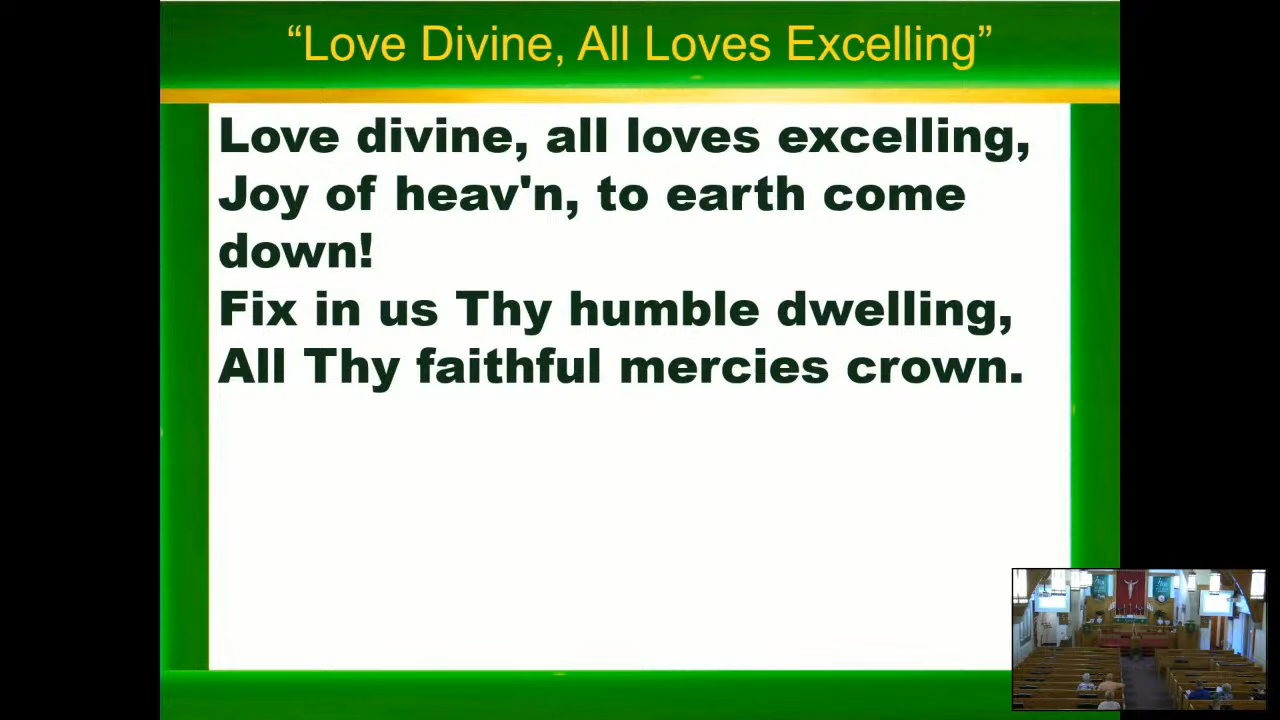 “Love Divine, All Loves Excelling”
Love divine, all loves excelling,
Joy of heav'n, to earth come
down!
Fix in us Thy humble dwelling,
All Thy faithful mercies crown.